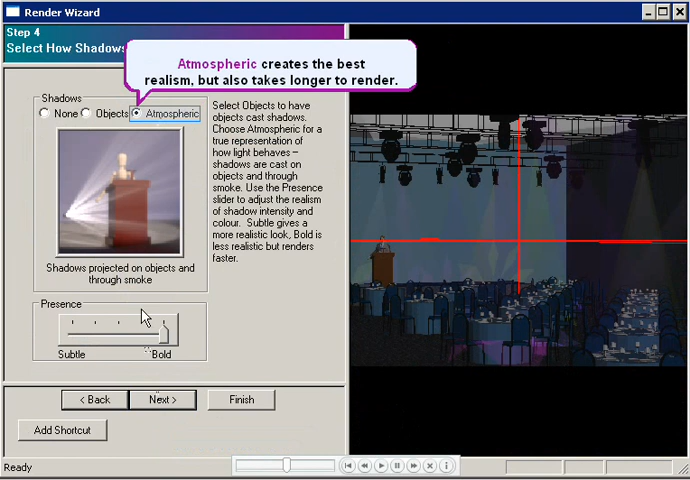 Render Wizard
Step 4
Select How Shadows
Atmospheric creates the best
realism, but also takes longer to render.
Shadows
None
Objects
Atmospheric
Shadows projected on objects and
through smoke
Select Objects to have
objects cast shadows.
Choose Atmospheric for a
true representation of
how light behaves –
shadows are cast on
objects and through
smoke. Use the Presence
slider to adjust the realism
of shadow intensity and
colour. Subtle gives a
more realistic look, Bold is
less realistic but renders
faster.
Presence
Subtle
Bold
< Back
Next >
Finish
Add Shortcut
Ready